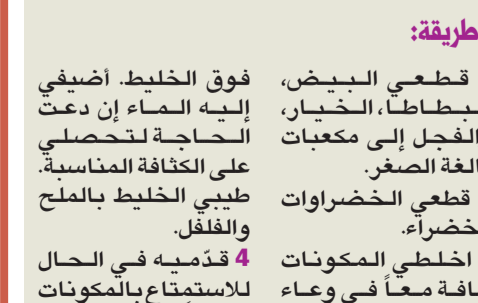 طريقة:
قطعي البيض،
بطاطا، الخيار،
الفجل إلى مكعبات
الغة الصغر.
قطعي الخضراوات
خضراء.
اخلطي المكونات
افة معاً في وعاء
فوق الخليط. أضيفي
إليه الماء إن دعت
الحاجة لتحصلي
على الكثافة المناسبة.
طيبي الخليط بالملح
والفلفل.
4 قدّميه في الحال
للاستمتاع بالمكونات